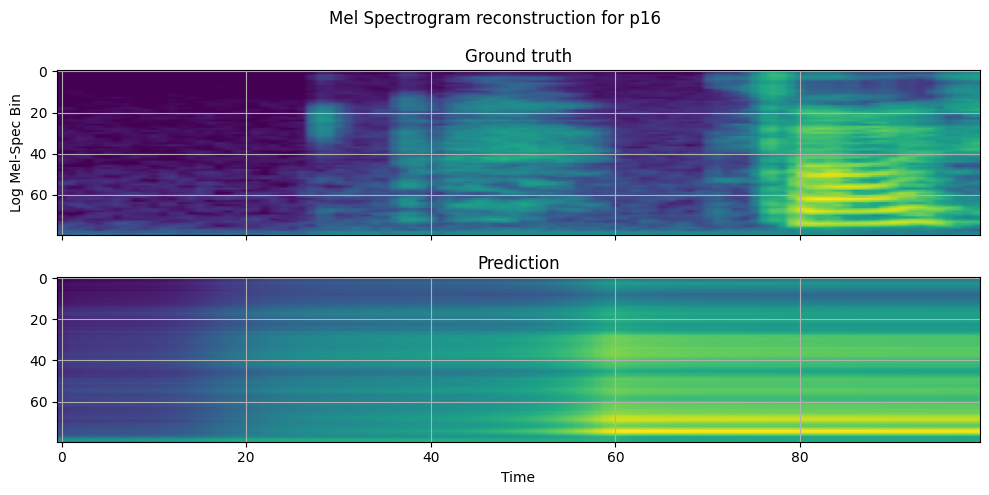 Mel Spectrogram reconstruction for p16
Ground truth
0
20
40
60
Log Mel-Spec Bin
Prediction
0
20
40
60
0 20 40 60 80
Time